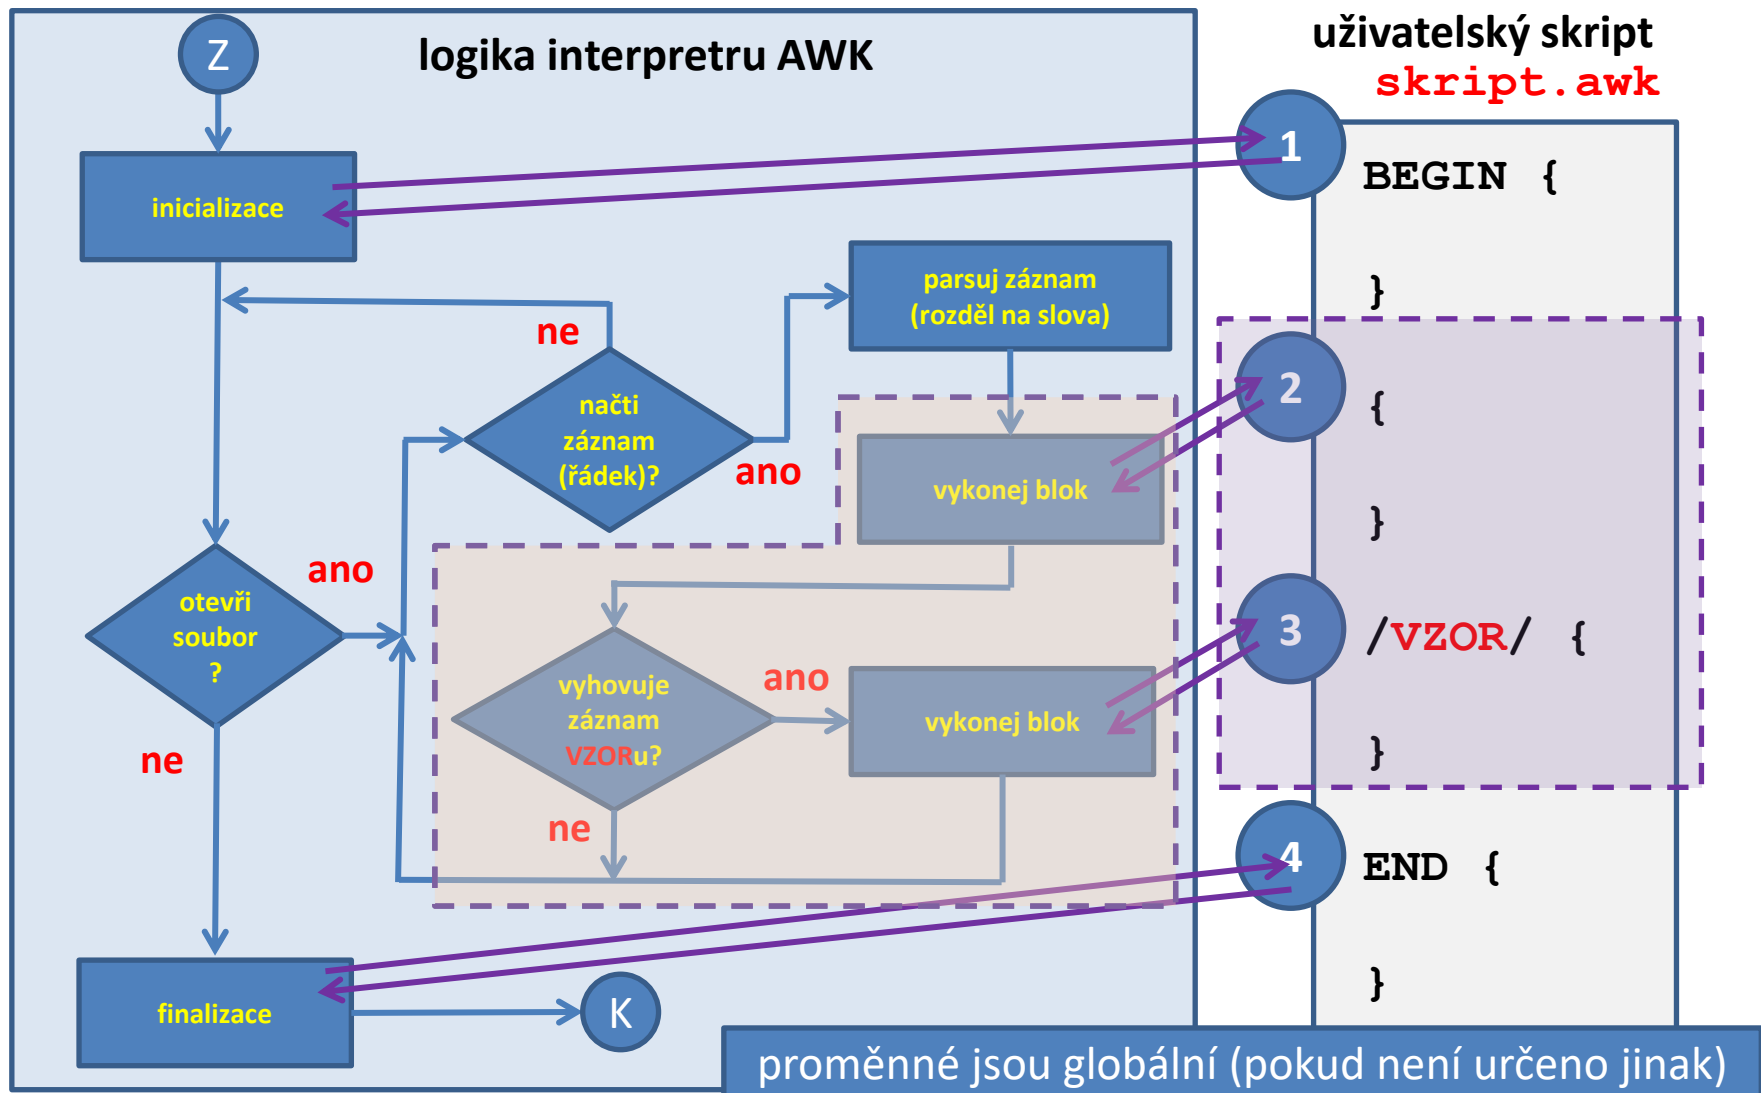 Z
logika interpretru AWK
uživatelský skript
skript.awk
inicializace
1
BEGIN {
}
parsuj záznam
(rozděl na slova)
ne
načti
záznam
(řádek)?
ano
vykonej blok
2
{
}
otevři
soubor
?
ano
ne
vyhovuje
záznam
VZORu?
ano
ne
vykonej blok
3
/VZOR/ {
}
4
END {
}
finalizace
K
proměnné jsou globální (pokud není určeno jinak)